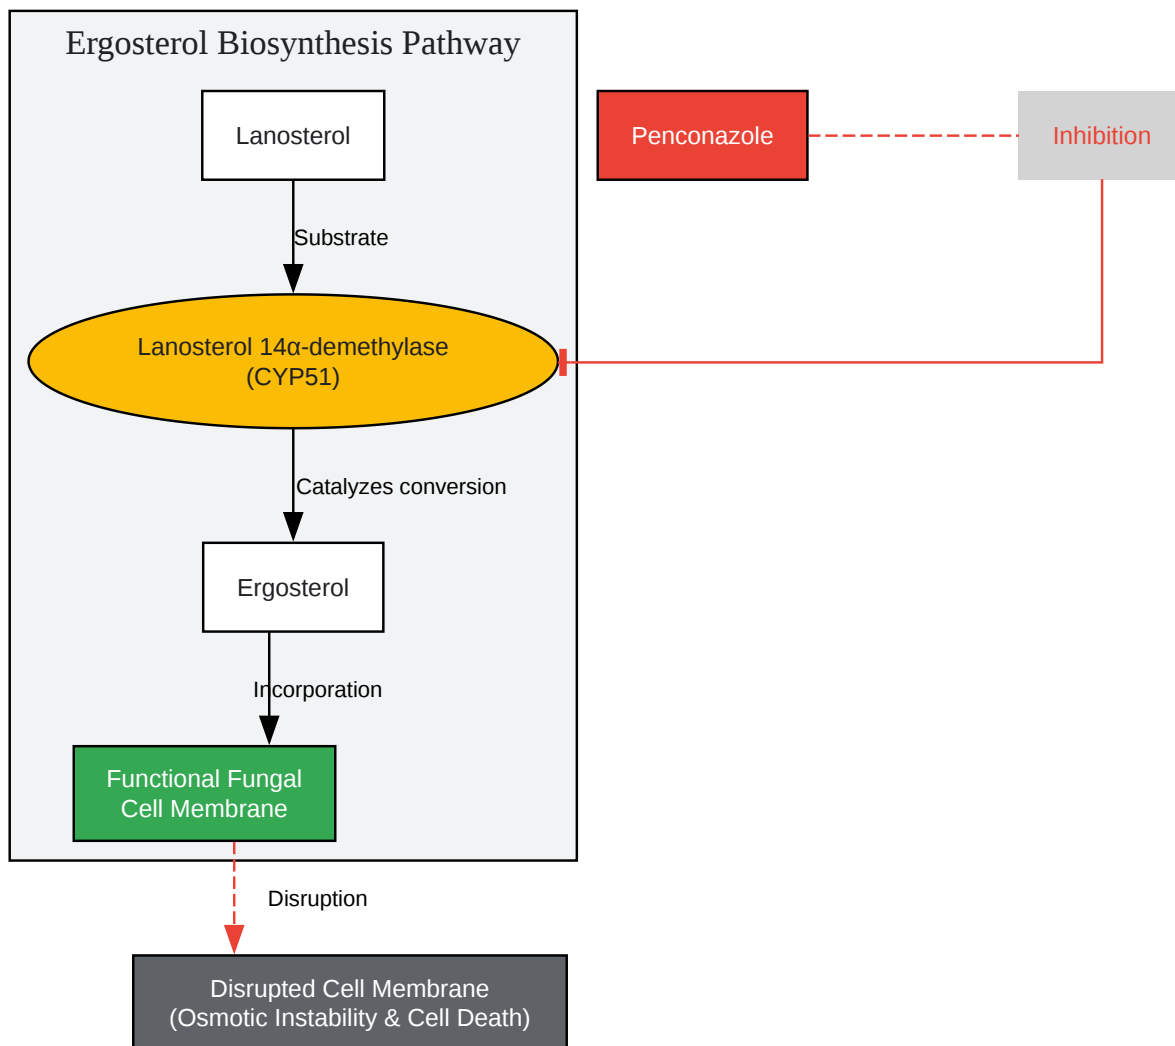 Ergosterol Biosynthesis Pathway
Lanosterol
Penconazole
Inhibition
Substrate
Lanosterol 14α-demethylase
(CYP51)
Catalyzes conversion
Ergosterol
Incorporation
Functional Fungal
Cell Membrane
Disruption
Disrupted Cell Membrane
(Osmotic Instability & Cell Death)